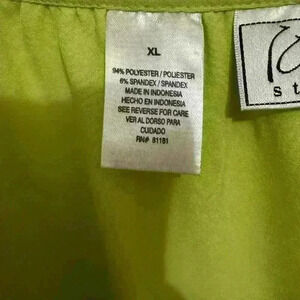 XL
94% POLYESTER / POLIESTER
6% SPANDEX / SPANDEX
MADE IN INDONESIA
HECHO EN INDONESIA
SEE REVERSE FOR CARE
VER AL DORSO PARA
CUIDADO
RN# 81181
s t